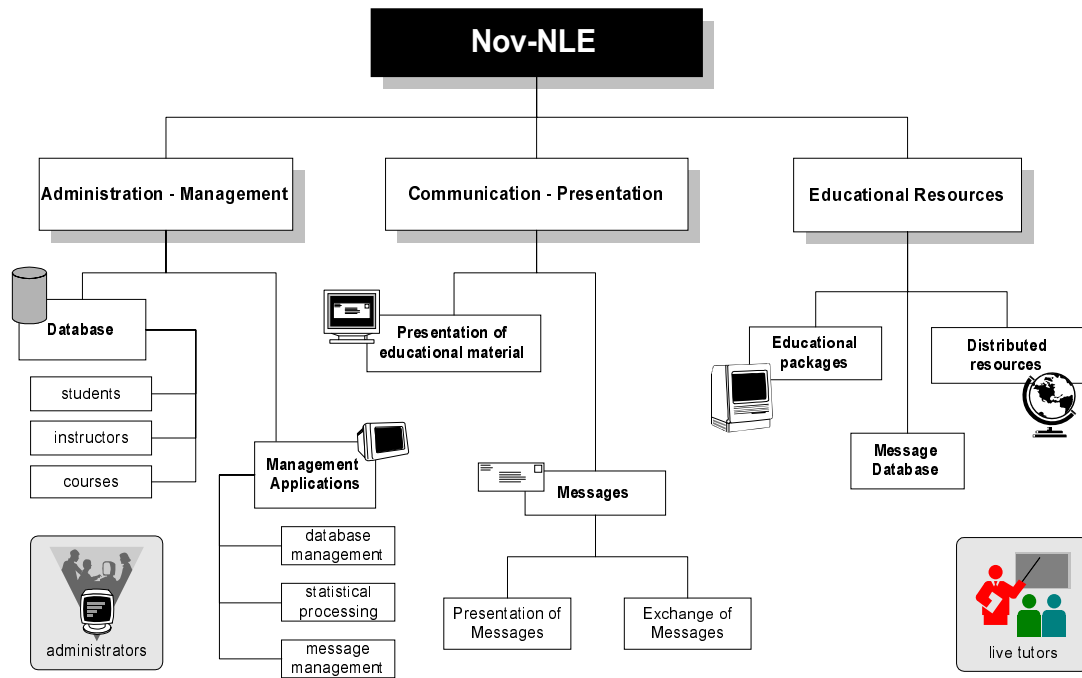 Nov-NLE
Administration - Management
Communication - Presentation
Educational Resources
Database
students
instructors
courses
Management
Applications
database
management
statistical
processing
message
management
administrators
Presentation of
educational material
Messages
Presentation of
Messages
Exchange of
Messages
Educational
packages
Distributed
resources
Message
Database
live tutors